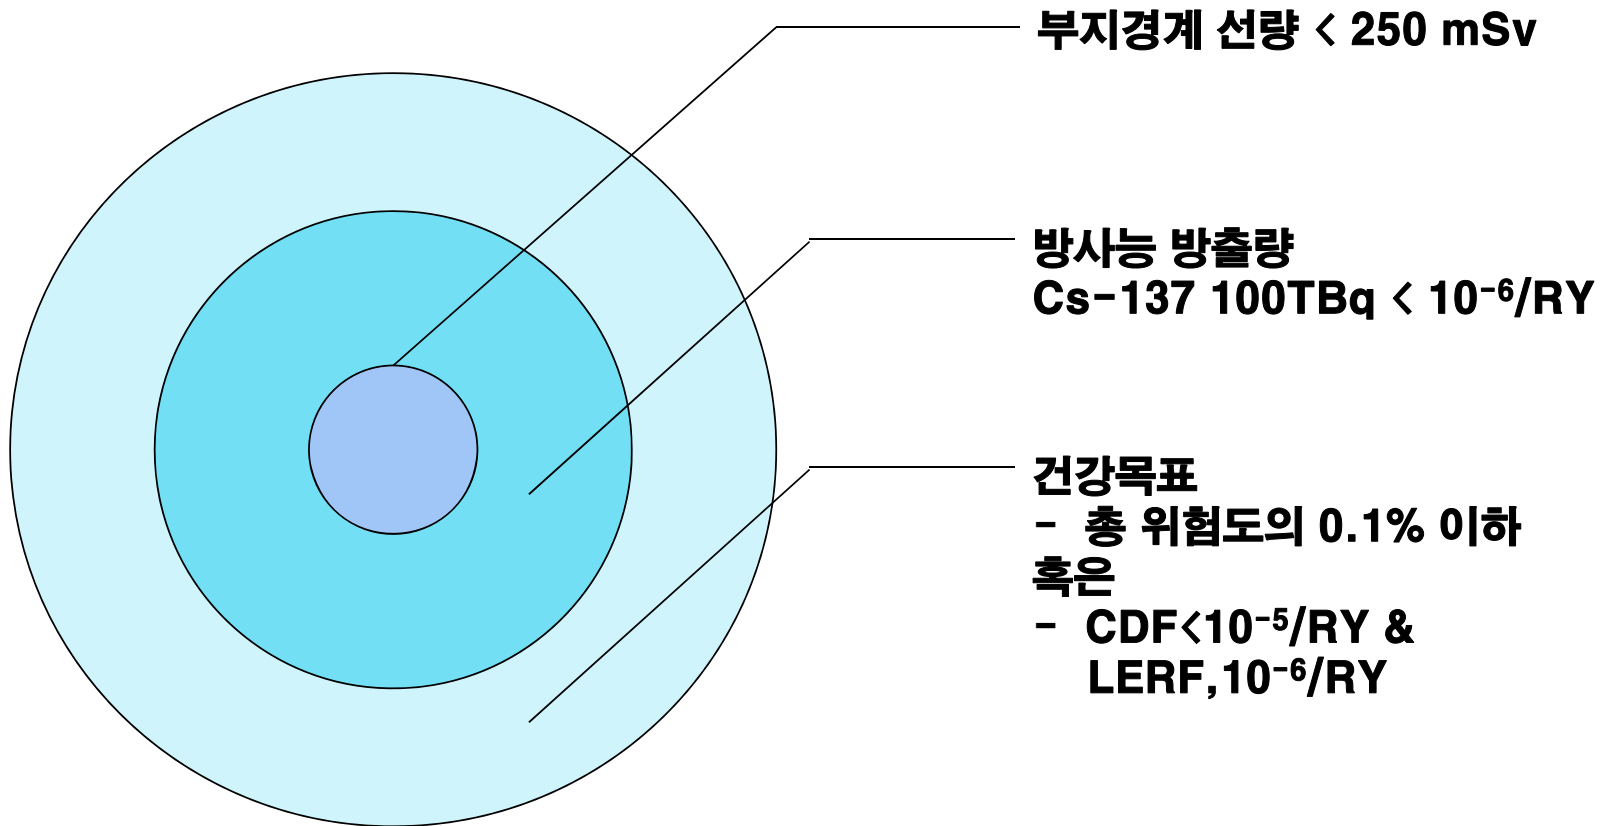 부지경계 선량 < 250 mSv
방사능 방출량
Cs-137 100TBq < 10⁻⁶/RY
건강목표
- 총 위험도의 0.1% 이하
혹은
- CDF<10⁻⁵/RY &
LERF,10⁻⁶/RY